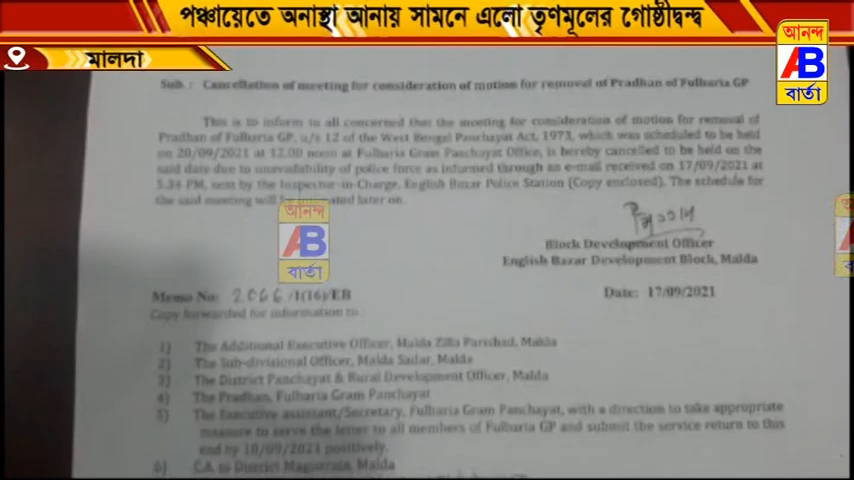 পঞ্চায়েতে অনাস্থা আনায় সামনে এলো তৃণমূলের গোষ্ঠীদ্বন্দ্ব
আনন্দ
AB
বার্তা
মালদা
Sub. : Cancellation of meeting for consideration of motion for removal of Pradhan of Fulbaria GP
This is to inform to all concerned that the meeting for consideration of motion for removal of
Pradhan of Fulbaria GP, u/s 12 of the West Bengal Panchayat Act, 1973, which was scheduled to be held
on 20/09/2021 at 12.00 noon at Fulbaria Gram Panchayat Office, is hereby cancelled to be held on the
said date due to unavailability of police force as informed through an e-mail received on 17/09/2021 at
5.34 PM, sent by the Inspector-in-Charge, English Bazar Police Station (Copy enclosed). The schedule for
the said meeting will be later on.
আনন্দ
AB
বার্তা
Block Development Officer
English Bazar Development Block, Malda
Memo No: 2066/1(16)/EB
Date: 17/09/2021
Copy forwarded for information to:
1) The Additional Executive Officer, Malda Zilla Parishad, Malda
2) The Sub-divisional Officer, Malda Sadar, Malda
3) The District Panchayat & Rural Development Officer, Malda
4) The Pradhan, Fulbaria Gram Panchayat
5) The Executive assistant/Secretary, Fulbaria Gram Panchayat, with a direction to take appropriate
measure to serve the letter to all members of Fulbaria GP and submit the service return to this
end by 18/09/2021 positively.
6) C.A. to District Magistrate, Malda